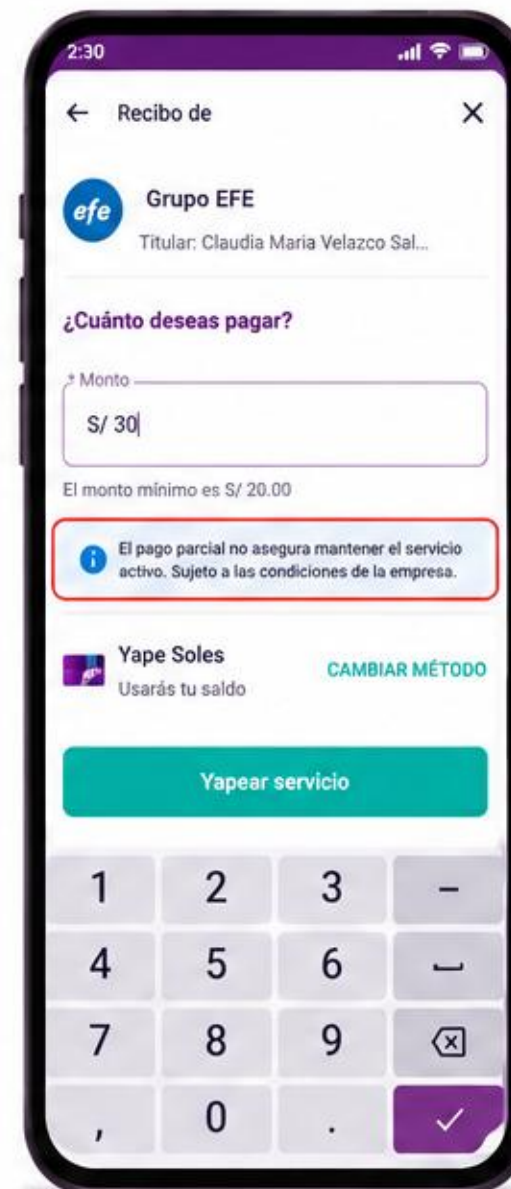 2:30
Recibo de
efe
Grupo EFE
Titular: Claudia Maria Velazco Sal...
¿Cuánto deseas pagar?
* Monto
S/ 30
El monto mínimo es S/ 20.00
El pago parcial no asegura mantener el servicio
activo. Sujeto a las condiciones de la empresa.
Yape Soles
Usarás tu saldo
CAMBIAR MÉTODO
Yapear servicio
1 2 3 –
4 5 6
7 8 9
, 0 .